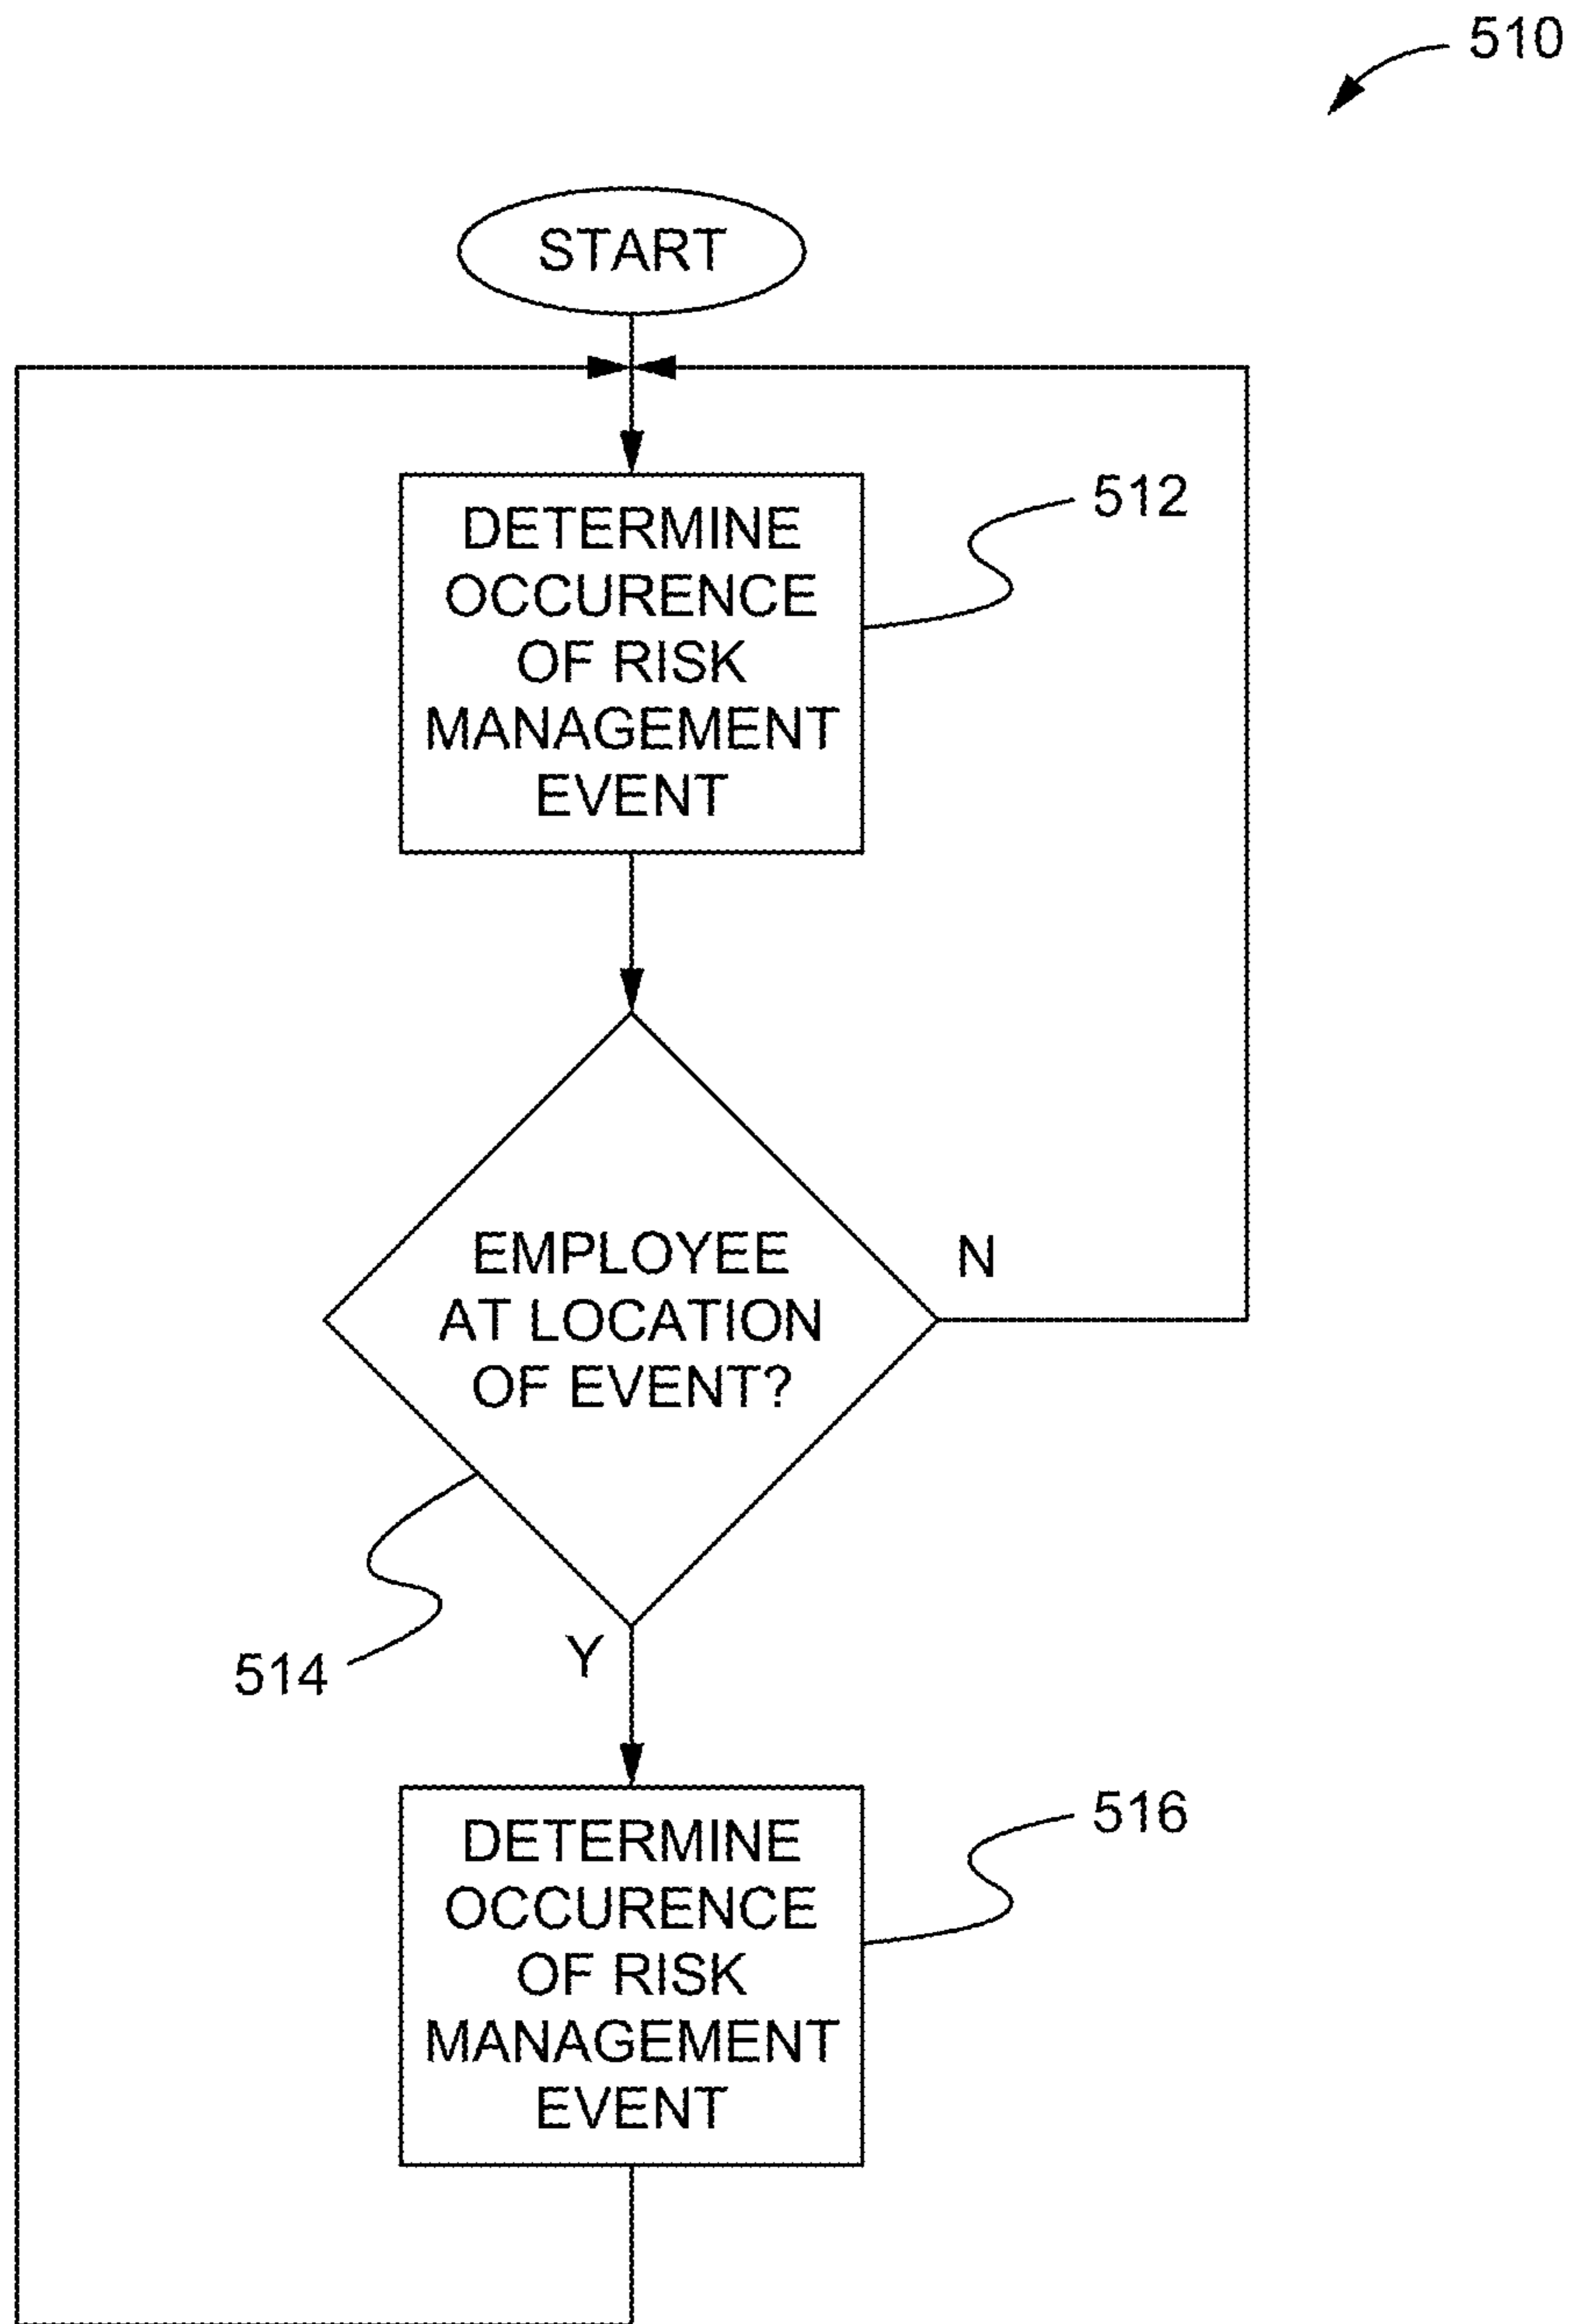 510
START
DETERMINE
OCCURENCE
OF RISK
MANAGEMENT
EVENT
512
EMPLOYEE
AT LOCATION
OF EVENT?
N
Y
514
DETERMINE
OCCURENCE
OF RISK
MANAGEMENT
EVENT
516